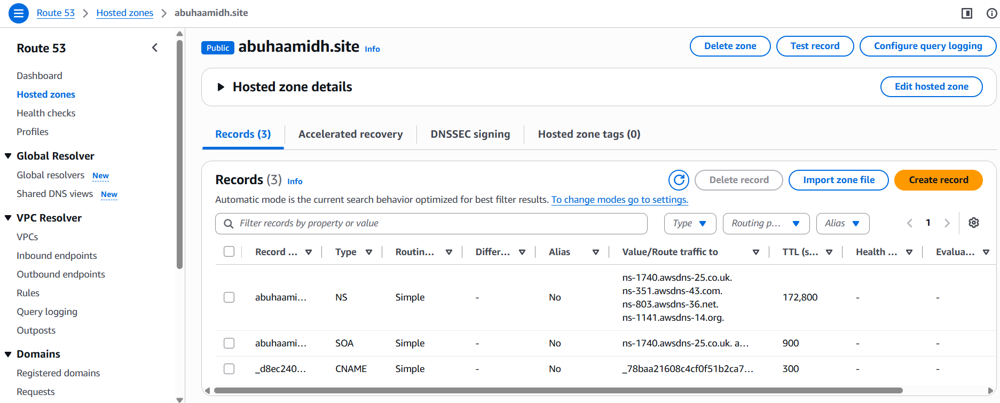 Route 53 > Hosted zones > abuhaamidh.site
Route 53
Dashboard
Hosted zones
Health checks
Profiles
Global Resolver
Global resolvers New
Shared DNS views New
VPC Resolver
VPCs
Inbound endpoints
Outbound endpoints
Rules
Query logging
Outposts
Domains
Registered domains
Requests
Public abuhaamidh.site Info
Delete zone
Test record
Configure query logging
Hosted zone details
Edit hosted zone
Records (3)
Accelerated recovery
DNSSEC signing
Hosted zone tags (0)
Records (3) Info
Delete record
Import zone file
Create record
Automatic mode is the current search behavior optimized for best filter results. To change modes go to settings.
Filter records by property or value
Type
Routing p...
Alias
1
Record ... Type Routin... Differ... Alias Value/Route traffic to TTL (s... Health ... Evalua...
ns-1740.awsdns-25.co.uk.
ns-351.awsdns-43.com.
abuhaami... NS Simple - No 172,800 - -
ns-803.awsdns-36.net.
ns-1141.awsdns-14.org.
abuhaami... SOA Simple - No ns-1740.awsdns-25.co.uk. a... 900 - -
_d8ec240... CNAME Simple - No _78baa21608c4cf0f51b2ca7... 300 - -